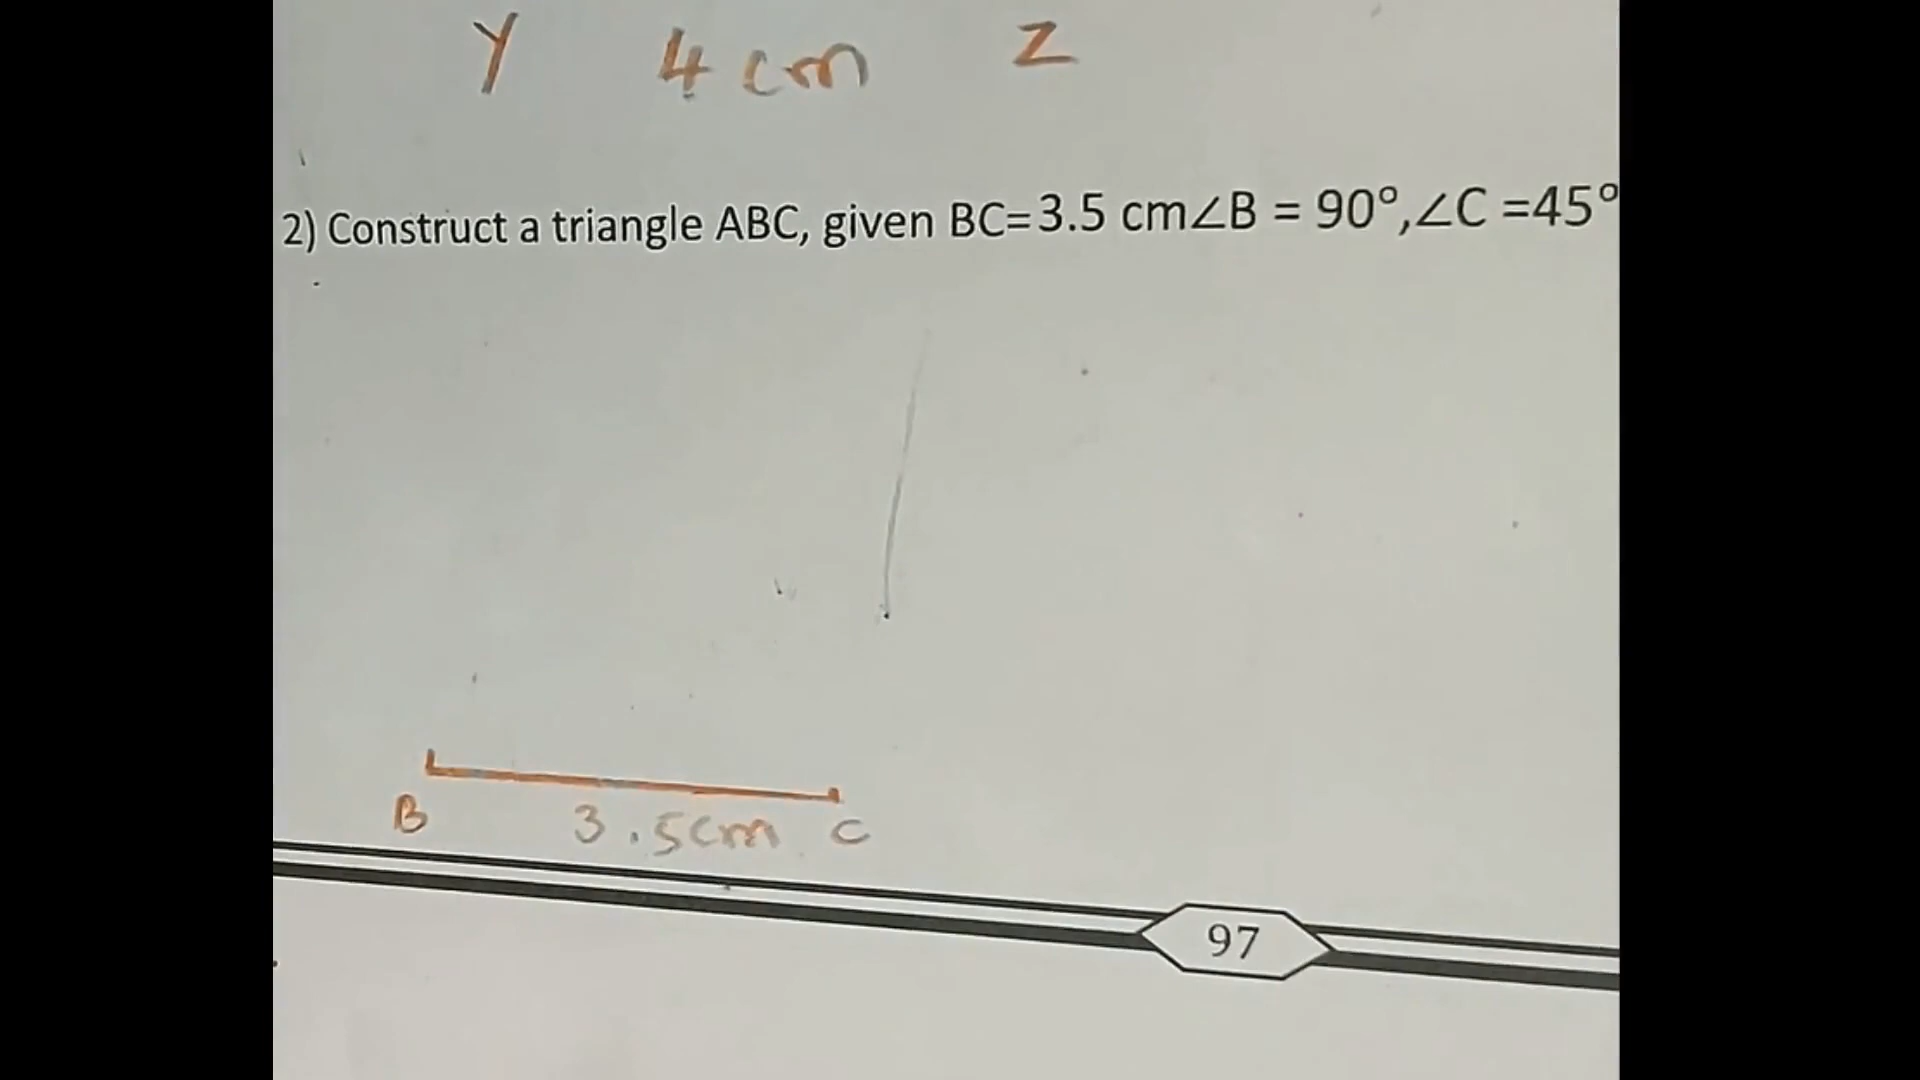 Y 4 cm Z
2) Construct a triangle ABC, given BC=3.5 cm∠B = 90°,∠C =45°
B 3.5cm C
97